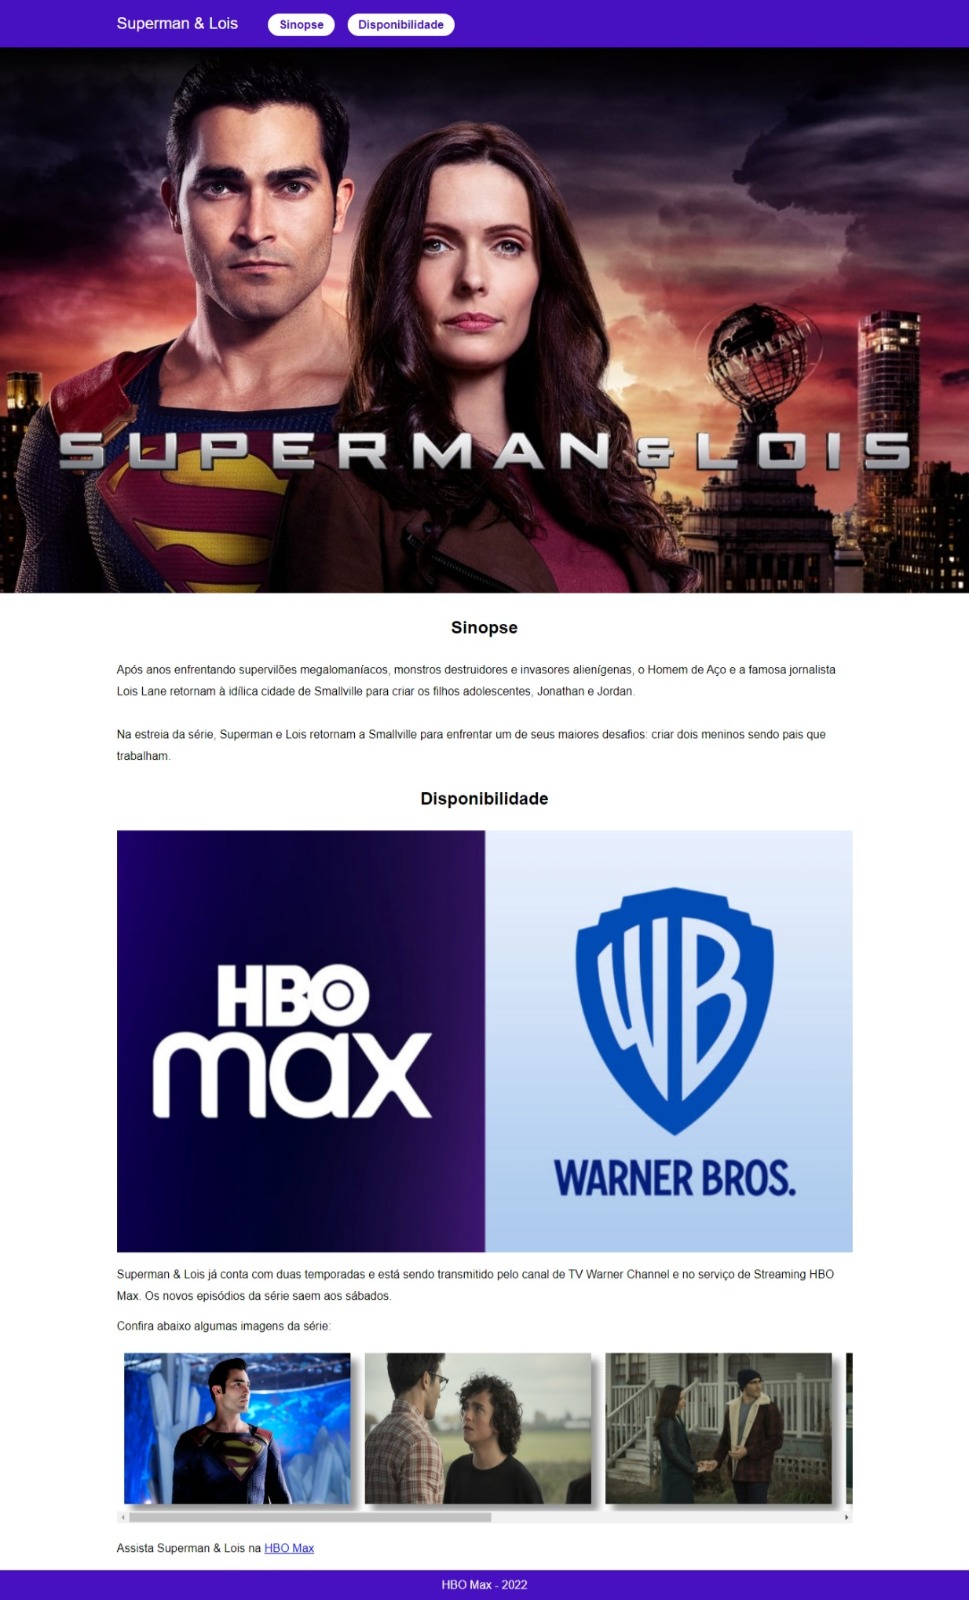 Superman & Lois
Sinopse
Disponibilidade
SUPERMAN & LOIS
Sinopse
Após anos enfrentando supervilões megalomaníacos, monstros destruidores e invasores alienígenas, o Homem de Aço e a famosa jornalista
Lois Lane retornam à idílica cidade de Smallville para criar os filhos adolescentes, Jonathan e Jordan.
Na estreia da série, Superman e Lois retornam a Smallville para enfrentar um de seus maiores desafios: criar dois meninos sendo pais que
trabalham.
Disponibilidade
HBO
max
WB
WARNER BROS.
Superman & Lois já conta com duas temporadas e está sendo transmitido pelo canal de TV Warner Channel e no serviço de Streaming HBO
Max. Os novos episódios da série saem aos sábados.
Confira abaixo algumas imagens da série:
Assista Superman & Lois na HBO Max
HBO Max - 2022